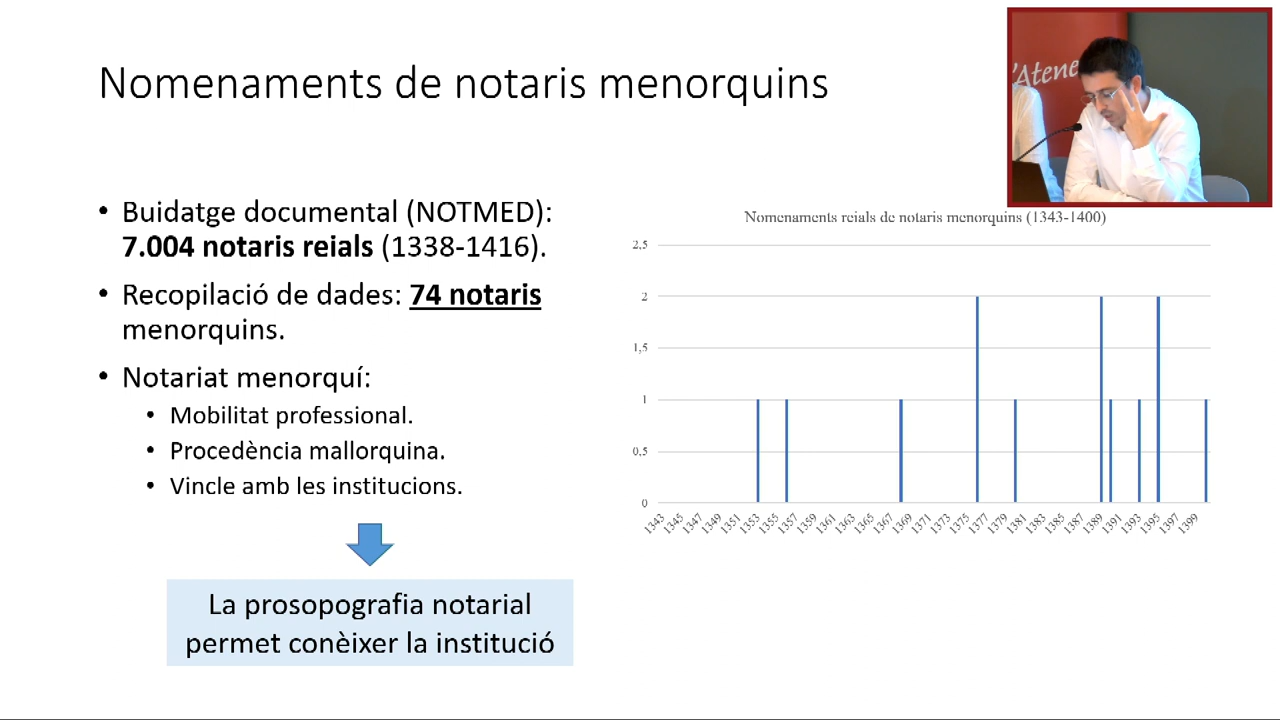 Nomenaments de notaris menorquins
'Atene
• Buidatge documental (NOTMED):
7.004 notaris reials (1338-1416).
• Recopilació de dades: 74 notaris
menorquins.
• Notariat menorquí:
• Mobilitat professional.
• Procedència mallorquina.
• Vincle amb les institucions.
La prosopografia notarial
permet conèixer la institució
Nomenaments reials de notaris menorquins (1343-1400)
2,5
2
1,5
1
0,5
0
1343 1345 1347 1349 1351 1353 1355 1357 1359 1361 1363 1365 1367 1369 1371 1373 1375 1377 1379 1381 1383 1385 1387 1389 1391 1393 1395 1397 1399